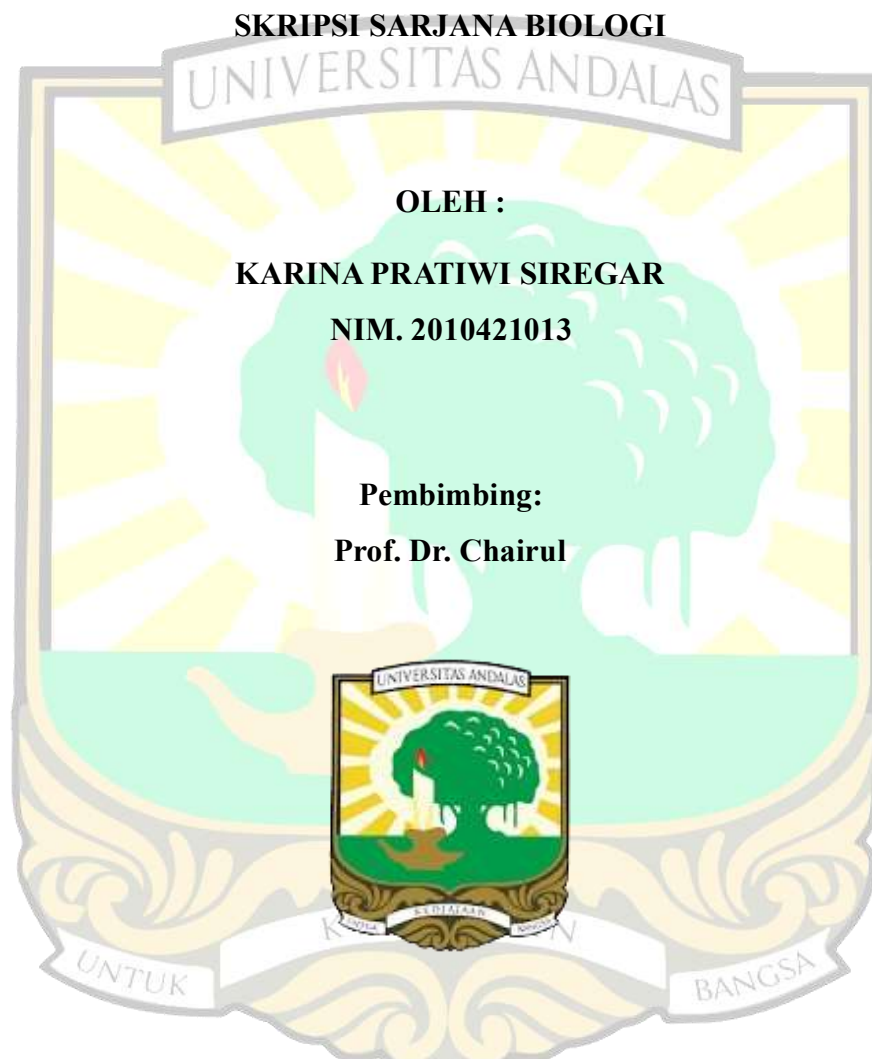 SKRIPSI SARJANA BIOLOGI
UNIVERSITAS ANDALAS
OLEH :
KARINA PRATIWI SIREGAR
NIM. 2010421013
Pembimbing:
Prof. Dr. Chairul
UNIVERSITAS ANDALAS
KEDJAJAAN
UNTUK
BANGSA